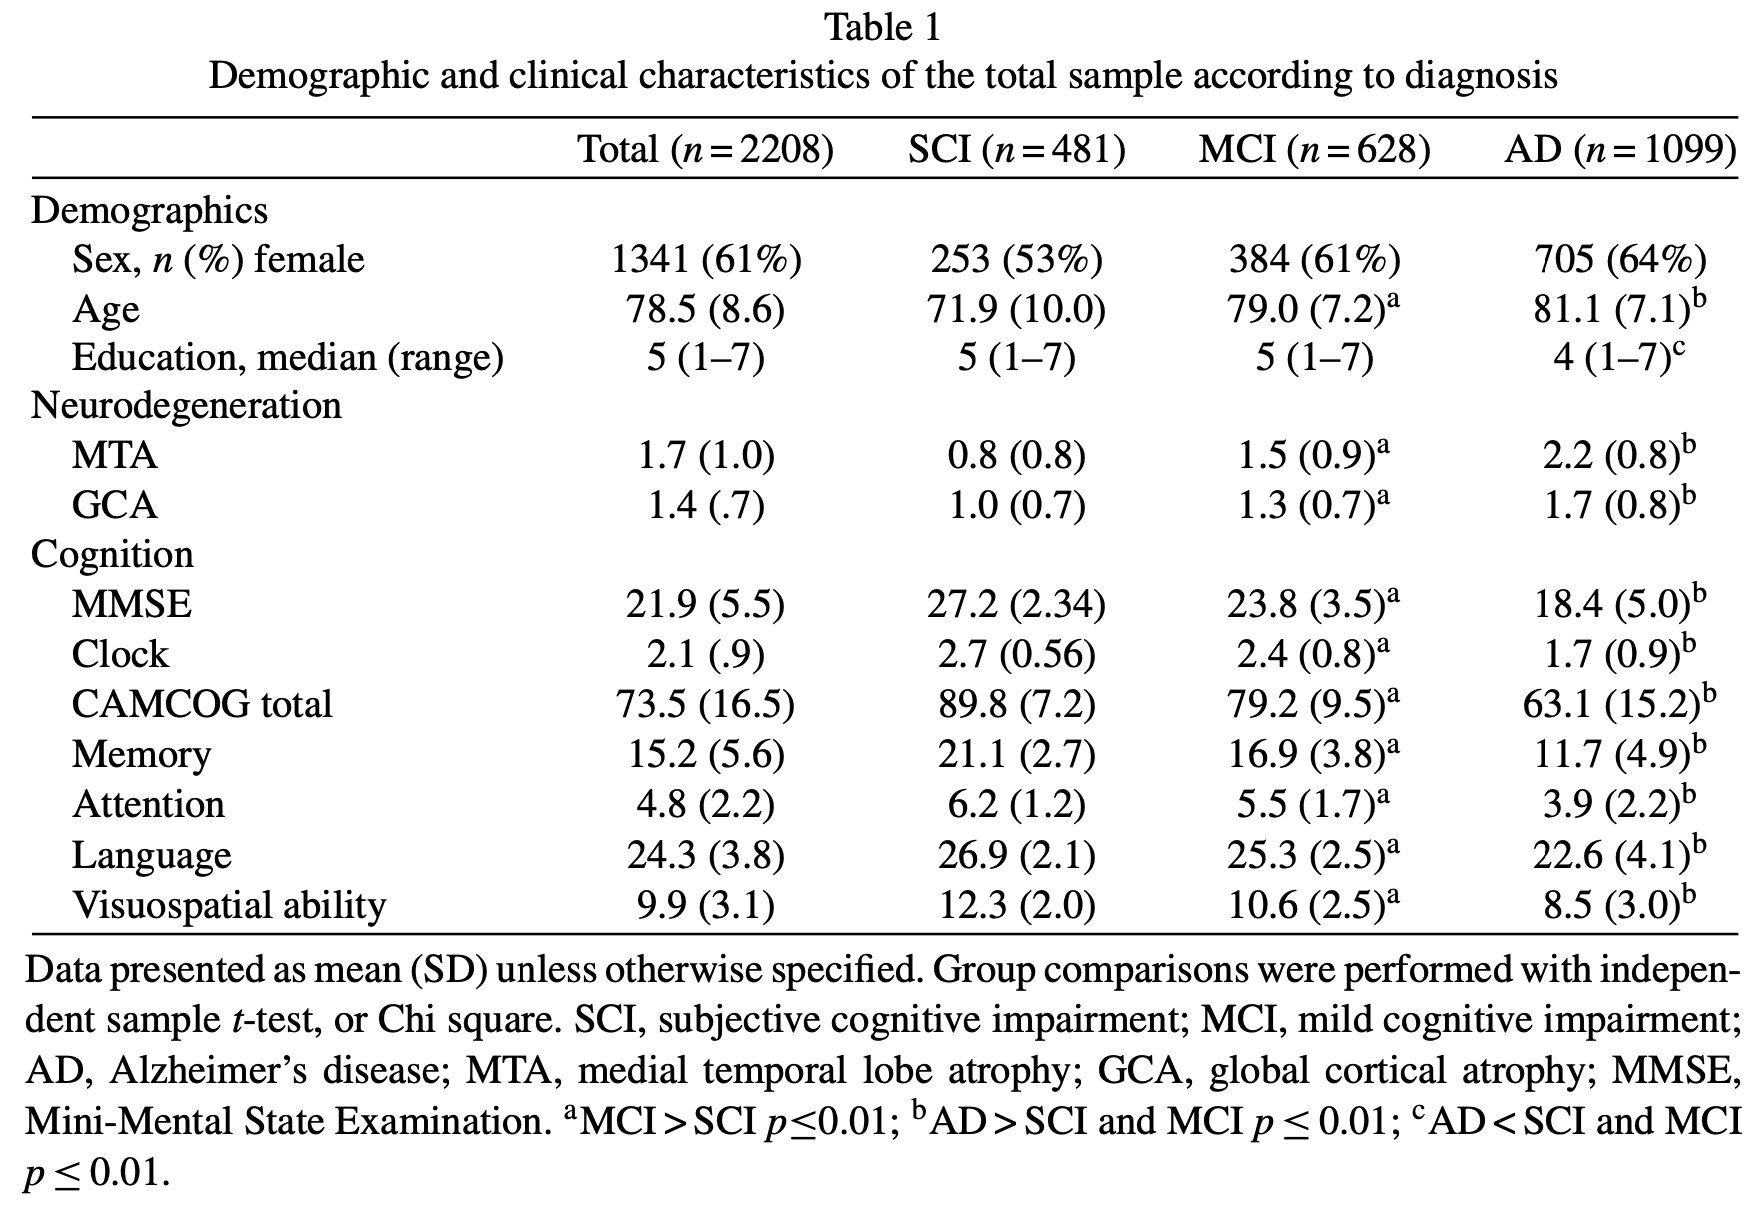 Table 1
Demographic and clinical characteristics of the total sample according to diagnosis
Total (n = 2208) SCI (n = 481) MCI (n = 628) AD (n = 1099)
Demographics
Sex, n (%) female 1341 (61%) 253 (53%) 384 (61%) 705 (64%)
Age 78.5 (8.6) 71.9 (10.0) 79.0 (7.2)a 81.1 (7.1)b
Education, median (range) 5 (1–7) 5 (1–7) 5 (1–7) 4 (1–7)c
Neurodegeneration
MTA 1.7 (1.0) 0.8 (0.8) 1.5 (0.9)a 2.2 (0.8)b
GCA 1.4 (.7) 1.0 (0.7) 1.3 (0.7)a 1.7 (0.8)b
Cognition
MMSE 21.9 (5.5) 27.2 (2.34) 23.8 (3.5)a 18.4 (5.0)b
Clock 2.1 (.9) 2.7 (0.56) 2.4 (0.8)a 1.7 (0.9)b
CAMCOG total 73.5 (16.5) 89.8 (7.2) 79.2 (9.5)a 63.1 (15.2)b
Memory 15.2 (5.6) 21.1 (2.7) 16.9 (3.8)a 11.7 (4.9)b
Attention 4.8 (2.2) 6.2 (1.2) 5.5 (1.7)a 3.9 (2.2)b
Language 24.3 (3.8) 26.9 (2.1) 25.3 (2.5)a 22.6 (4.1)b
Visuospatial ability 9.9 (3.1) 12.3 (2.0) 10.6 (2.5)a 8.5 (3.0)b
Data presented as mean (SD) unless otherwise specified. Group comparisons were performed with indepen-
dent sample t-test, or Chi square. SCI, subjective cognitive impairment; MCI, mild cognitive impairment;
AD, Alzheimer’s disease; MTA, medial temporal lobe atrophy; GCA, global cortical atrophy; MMSE,
Mini-Mental State Examination. aMCI > SCI p≤0.01; bAD > SCI and MCI p ≤ 0.01; cAD < SCI and MCI
p ≤ 0.01.